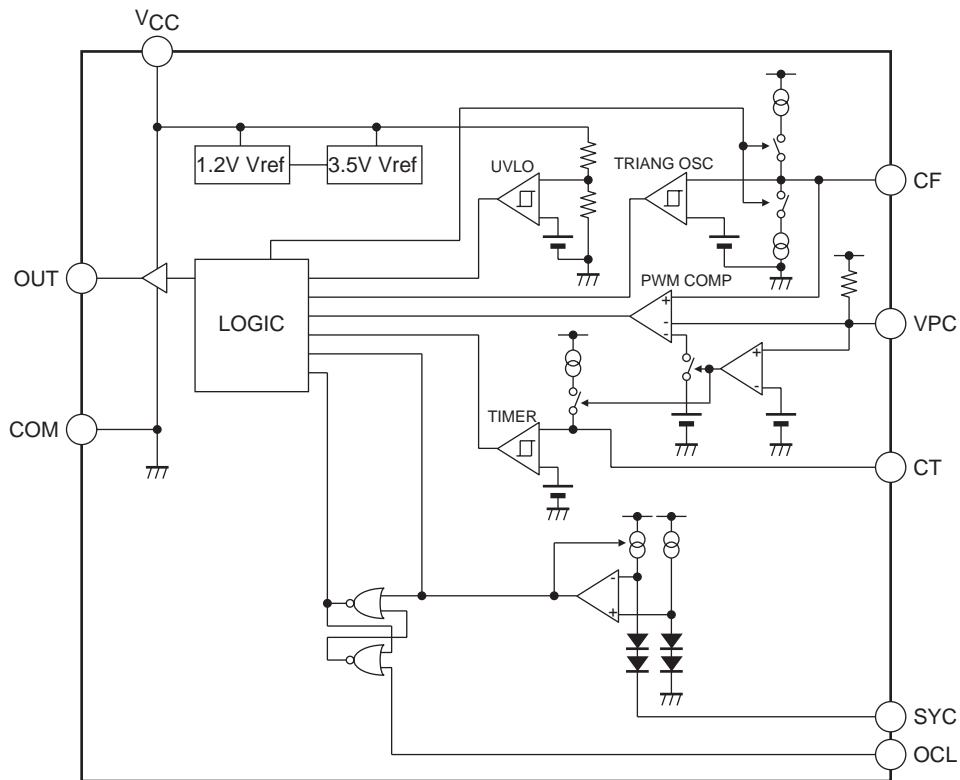 VCC
1.2V Vref
3.5V Vref
UVLO
TRIANG OSC
CF
OUT
LOGIC
PWM COMP
+
-
-
VPC
+
-
COM
TIMER
CT
-
+
SYC
OCL